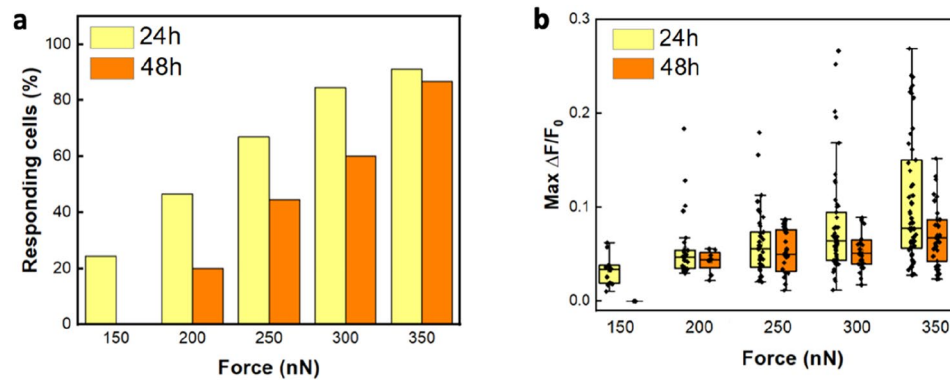 a
24h
48h
100
80
60
40
20
0
Responding cells (%)
150 200 250 300 350
Force (nN)
b
24h
48h
0.3
0.2
0.1
0.0
Max ΔF/F₀
150 200 250 300 350
Force (nN)